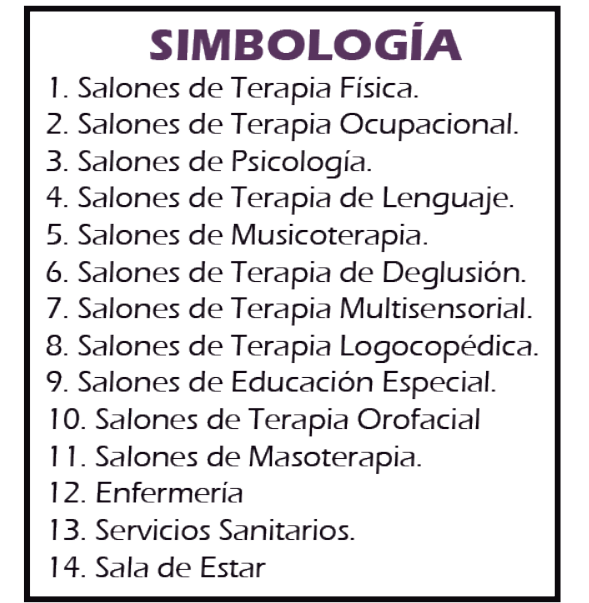 SIMBOLOGÍA
1. Salones de Terapia Física.
2. Salones de Terapia Ocupacional.
3. Salones de Psicología.
4. Salones de Terapia de Lenguaje.
5. Salones de Musicoterapia.
6. Salones de Terapia de Deglusión.
7. Salones de Terapia Multisensorial.
8. Salones de Terapia Logocopédica.
9. Salones de Educación Especial.
10. Salones de Terapia Orofacial
11. Salones de Masoterapia.
12. Enfermería
13. Servicios Sanitarios.
14. Sala de Estar